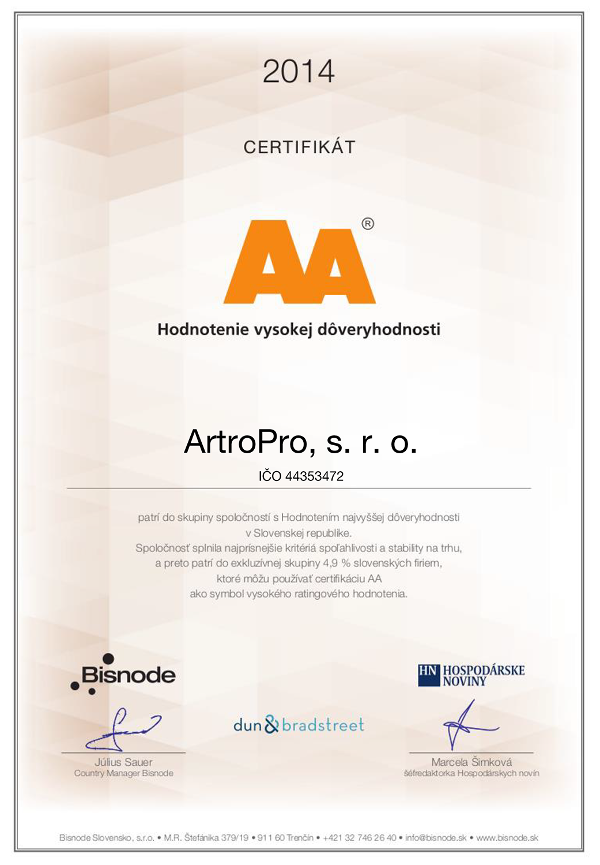 2014
CERTIFIKÁT
AA®
Hodnotenie vysokej dôveryhodnosti
ArtroPro, s. r. o.
IČO 44353472
patrí do skupiny spoločností s Hodnotením najvyššej dôveryhodnosti
v Slovenskej republike.
Spoločnosť splnila najprísnejšie kritériá spoľahlivosti a stability na trhu,
a preto patrí do exkluzívnej skupiny 4,9 % slovenských firiem,
ktoré môžu používať certifikáciu AA
ako symbol vysokého ratingového hodnotenia.
Bisnode
HN HOSPODÁRSKE
NOVINY
dun&bradstreet
Július Sauer
Country Manager Bisnode
Marcela Šimková
šéfredaktorka Hospodárskych novín
Bisnode Slovensko, s.r.o. • M.R. Štefánika 379/19 • 911 60 Trenčín • +421 32 746 26 40 • info@bisnode.sk • www.bisnode.sk